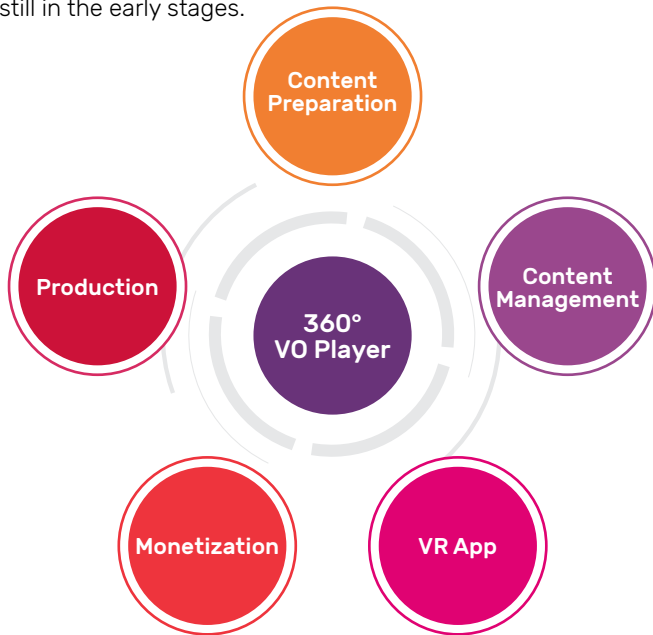 still in the early stages.
Content
Preparation
Production
Content
Management
360°
VO Player
Monetization
VR App